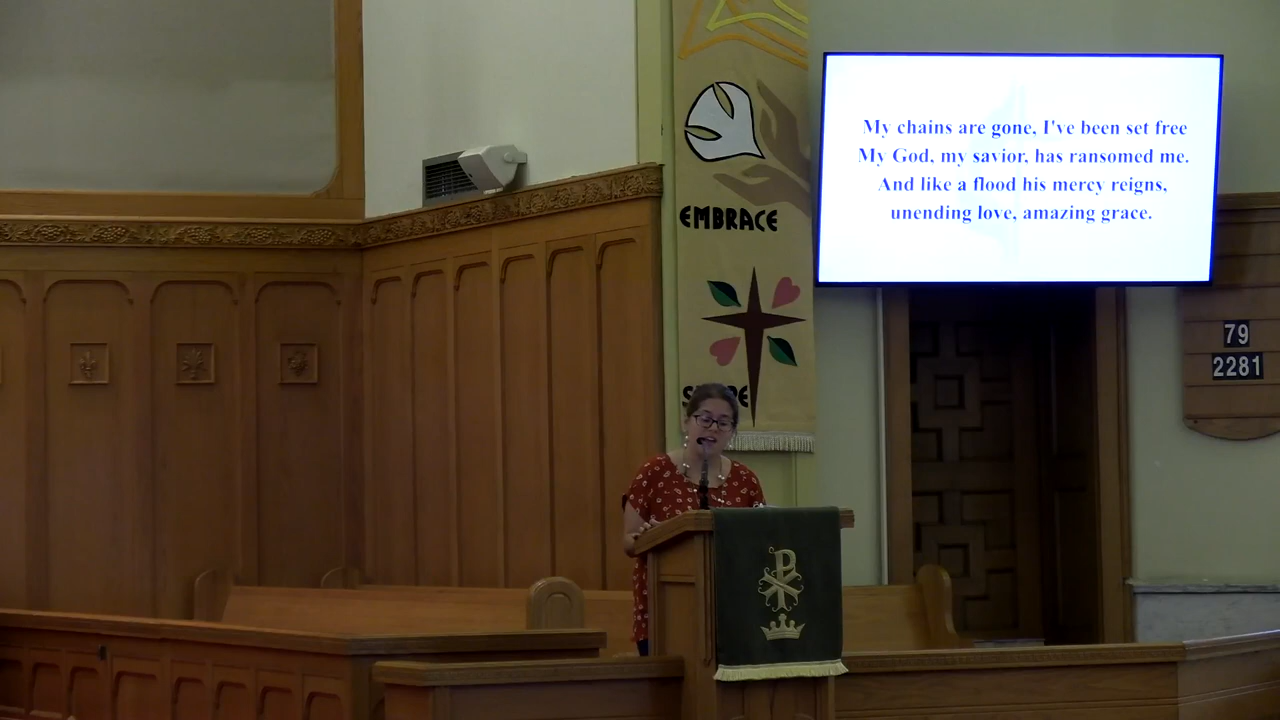 My chains are gone, I've been set free
My God, my savior, has ransomed me.
And like a flood his mercy reigns,
unending love, amazing grace.
EMBRACE
79
2281